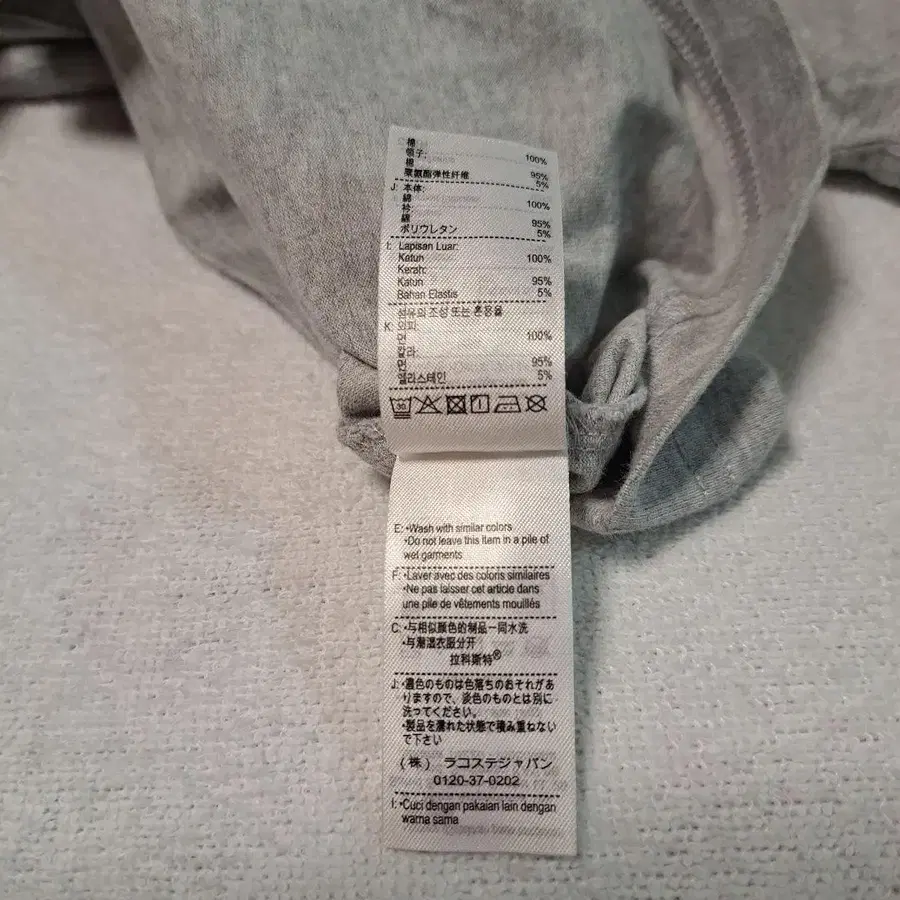 棉 100%
领子:
棉 95%
聚氨酯弹性纤维 5%
J: 本体:
綿 100%
衿:
綿 95%
ポリウレタン 5%
I: Lapisan Luar:
Katun 100%
Kerah:
Katun 95%
Bahan Elastis 5%
섬유의 조성 또는 혼용율
K: 외피:
면 100%
칼라:
면 95%
엘라스테인 5%
30
E: •Wash with similar colors
•Do not leave this item in a pile of
wet garments
F: •Laver avec des coloris similaires
•Ne pas laisser cet article dans
une pile de vêtements mouillés
C: •与相似颜色的制品一同水洗
•与潮湿衣服分开
拉科斯特®
J: •濃色のものは色落ちのおそれがあ
りますので、淡色のものとは別に
洗ってください。
•製品を濡れた状態で積み重ねない
で下さい
(株) ラコステジャパン
0120-37-0202
I: •Cuci dengan pakaian lain dengan
warna sama